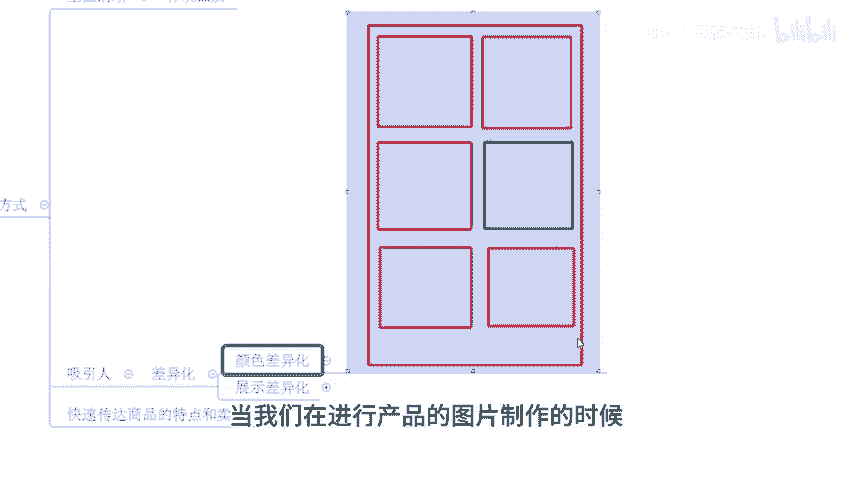 方式
吸引人
差异化
颜色差异化
展示差异化
快速传达商品的特点和卖
当我们在进行产品的图片制作的时候
bilibili